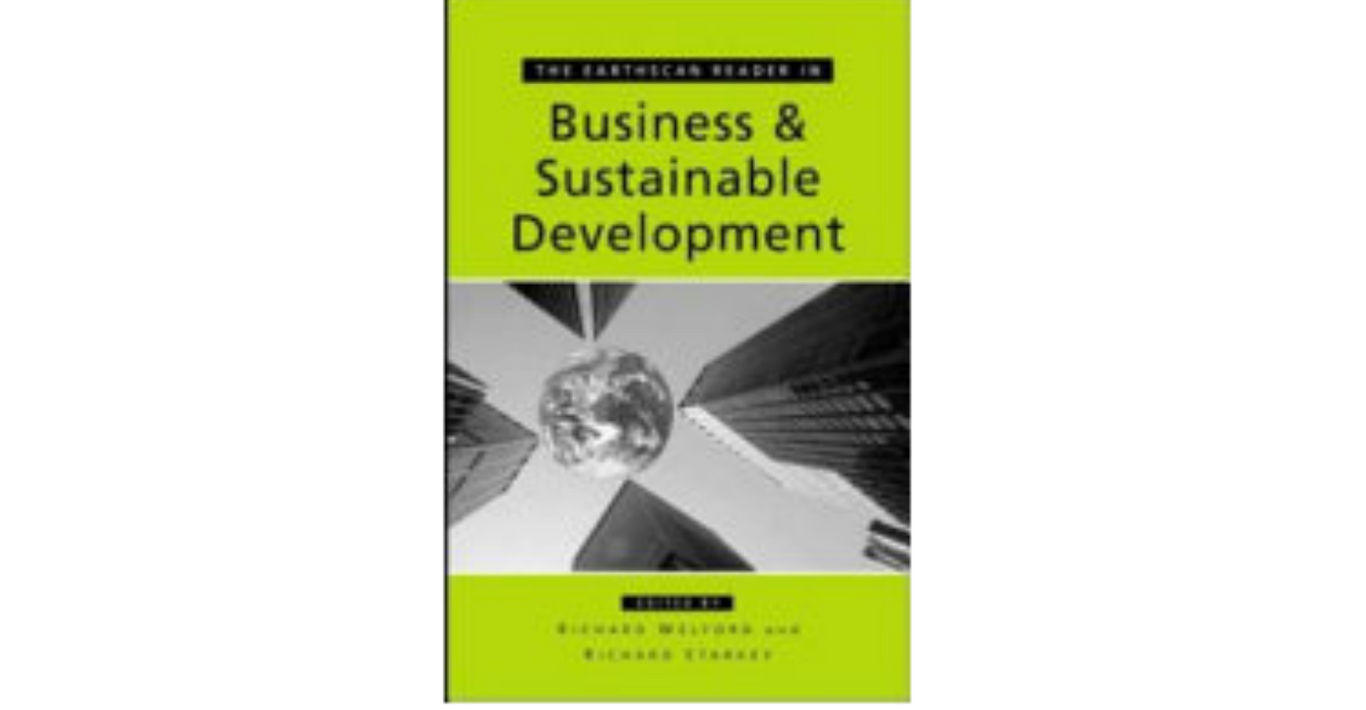 THE EARTHSCAN READER IN
Business &
Sustainable
Development
EDITED BY
RICHARD WELFORD AND
RICHARD STARKEY